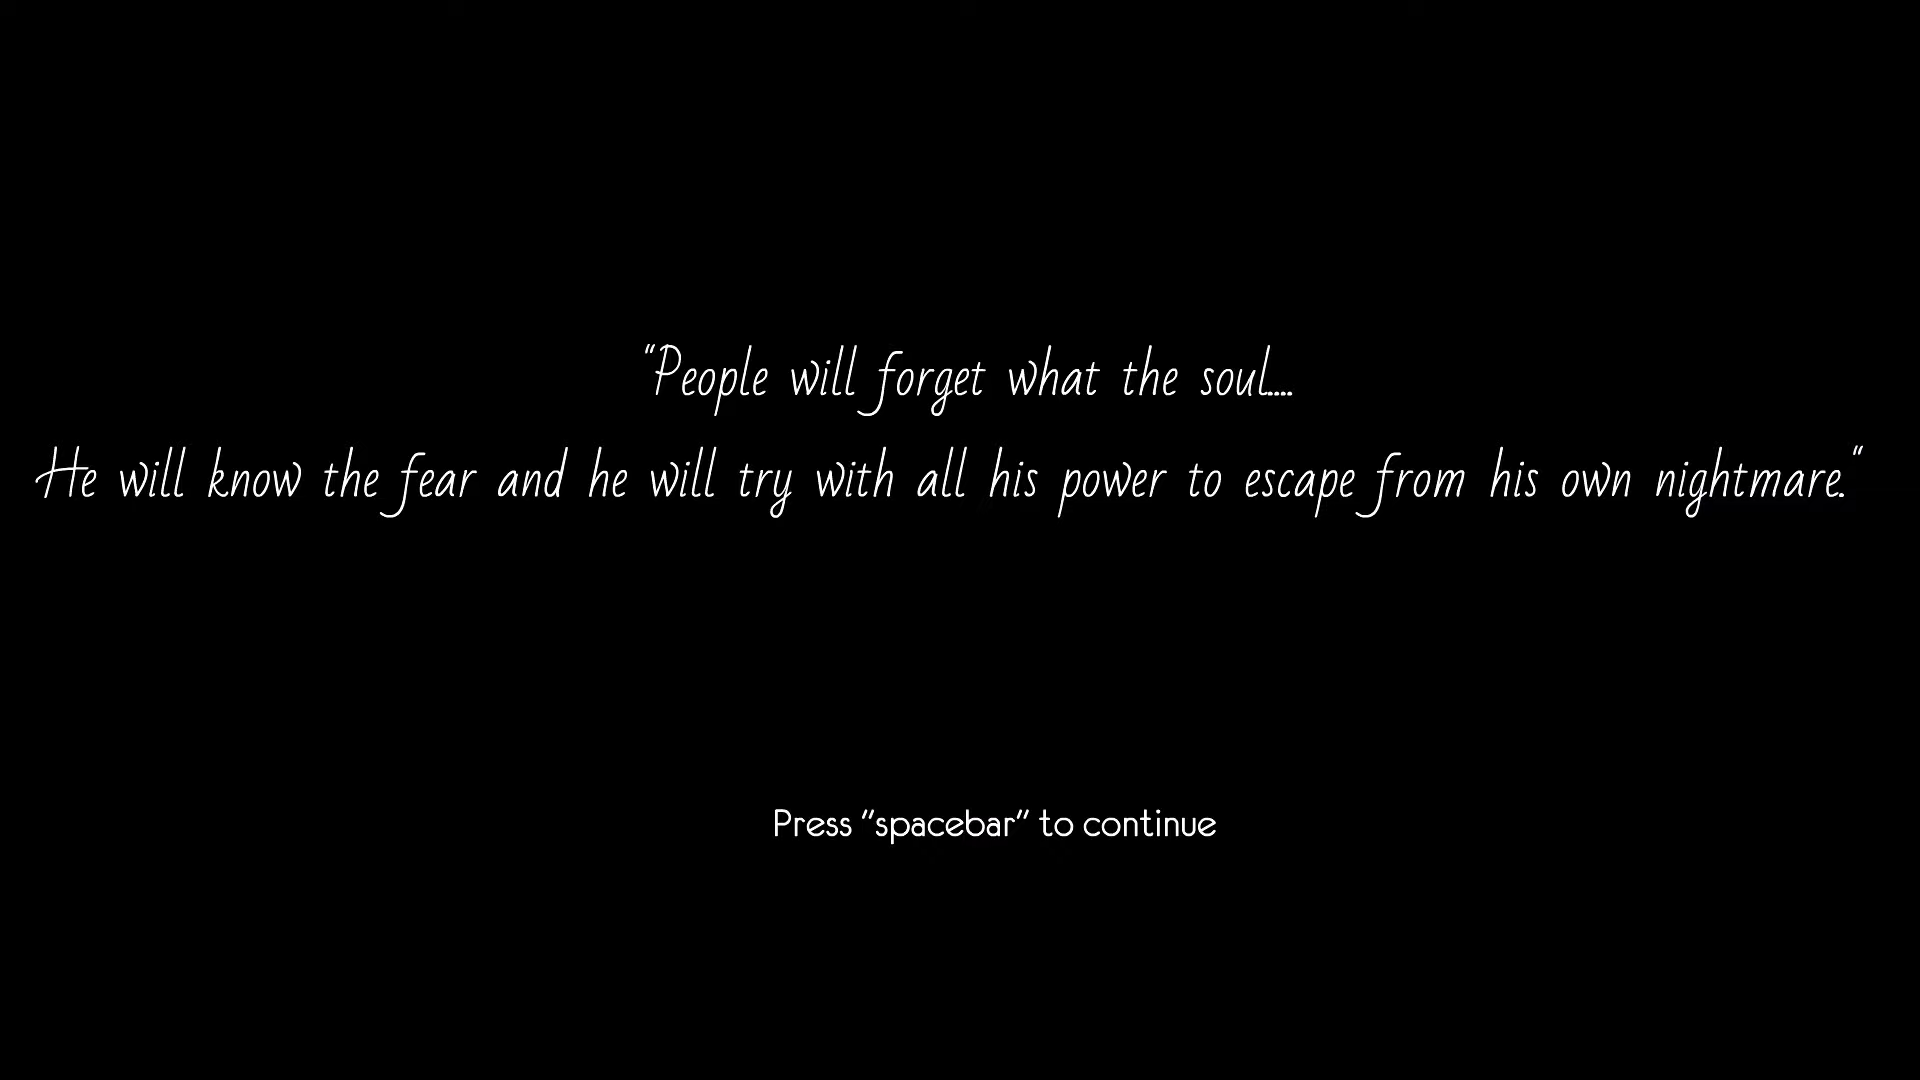 "People will forget what the soul....
He will know the fear and he will try with all his power to escape from his own nightmare."
Press "spacebar" to continue